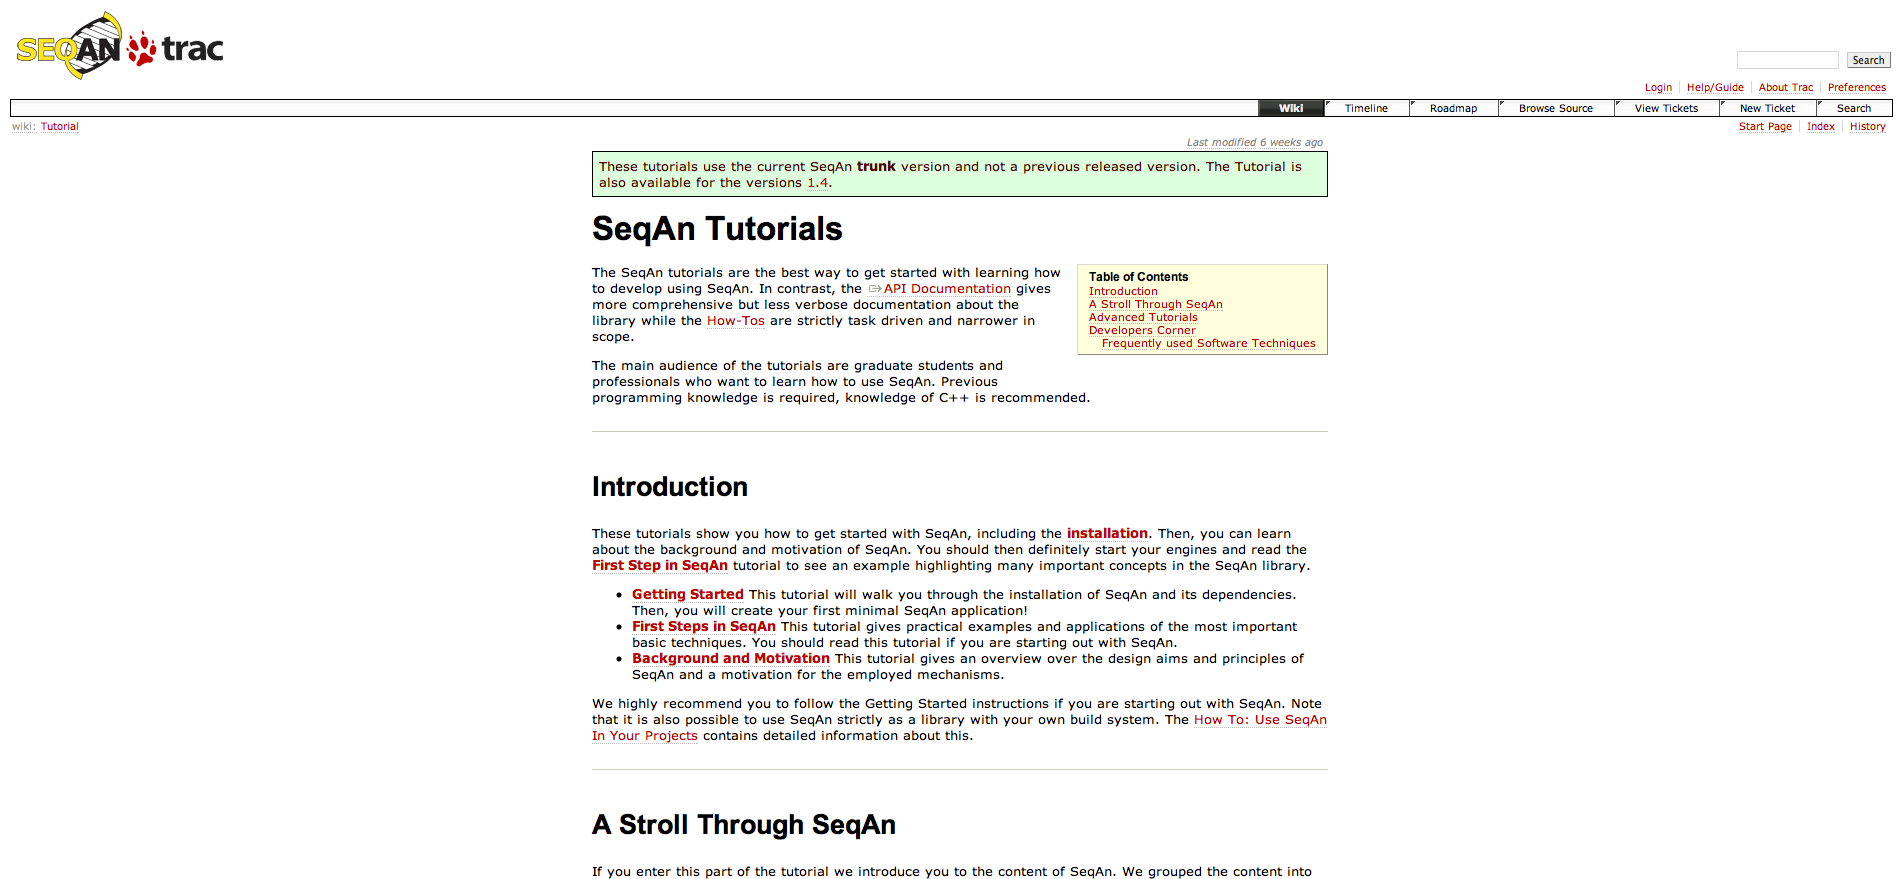 SEQAN trac
Search
Login Help/Guide About Trac Preferences
Wiki Timeline Roadmap Browse Source View Tickets New Ticket Search
wiki: Tutorial
Start Page Index History
Last modified 6 weeks ago
These tutorials use the current SeqAn trunk version and not a previous released version. The Tutorial is
also available for the versions 1.4.
SeqAn Tutorials
The SeqAn tutorials are the best way to get started with learning how
to develop using SeqAn. In contrast, the API Documentation gives
more comprehensive but less verbose documentation about the
library while the How-Tos are strictly task driven and narrower in
scope.
Table of Contents
Introduction
A Stroll Through SeqAn
Advanced Tutorials
Developers Corner
Frequently used Software Techniques
The main audience of the tutorials are graduate students and
professionals who want to learn how to use SeqAn. Previous
programming knowledge is required, knowledge of C++ is recommended.
Introduction
These tutorials show you how to get started with SeqAn, including the installation. Then, you can learn
about the background and motivation of SeqAn. You should then definitely start your engines and read the
First Step in SeqAn tutorial to see an example highlighting many important concepts in the SeqAn library.
• Getting Started This tutorial will walk you through the installation of SeqAn and its dependencies.
Then, you will create your first minimal SeqAn application!
• First Steps in SeqAn This tutorial gives practical examples and applications of the most important
basic techniques. You should read this tutorial if you are starting out with SeqAn.
• Background and Motivation This tutorial gives an overview over the design aims and principles of
SeqAn and a motivation for the employed mechanisms.
We highly recommend you to follow the Getting Started instructions if you are starting out with SeqAn. Note
that it is also possible to use SeqAn strictly as a library with your own build system. The How To: Use SeqAn
In Your Projects contains detailed information about this.
A Stroll Through SeqAn
If you enter this part of the tutorial we introduce you to the content of SeqAn. We grouped the content into